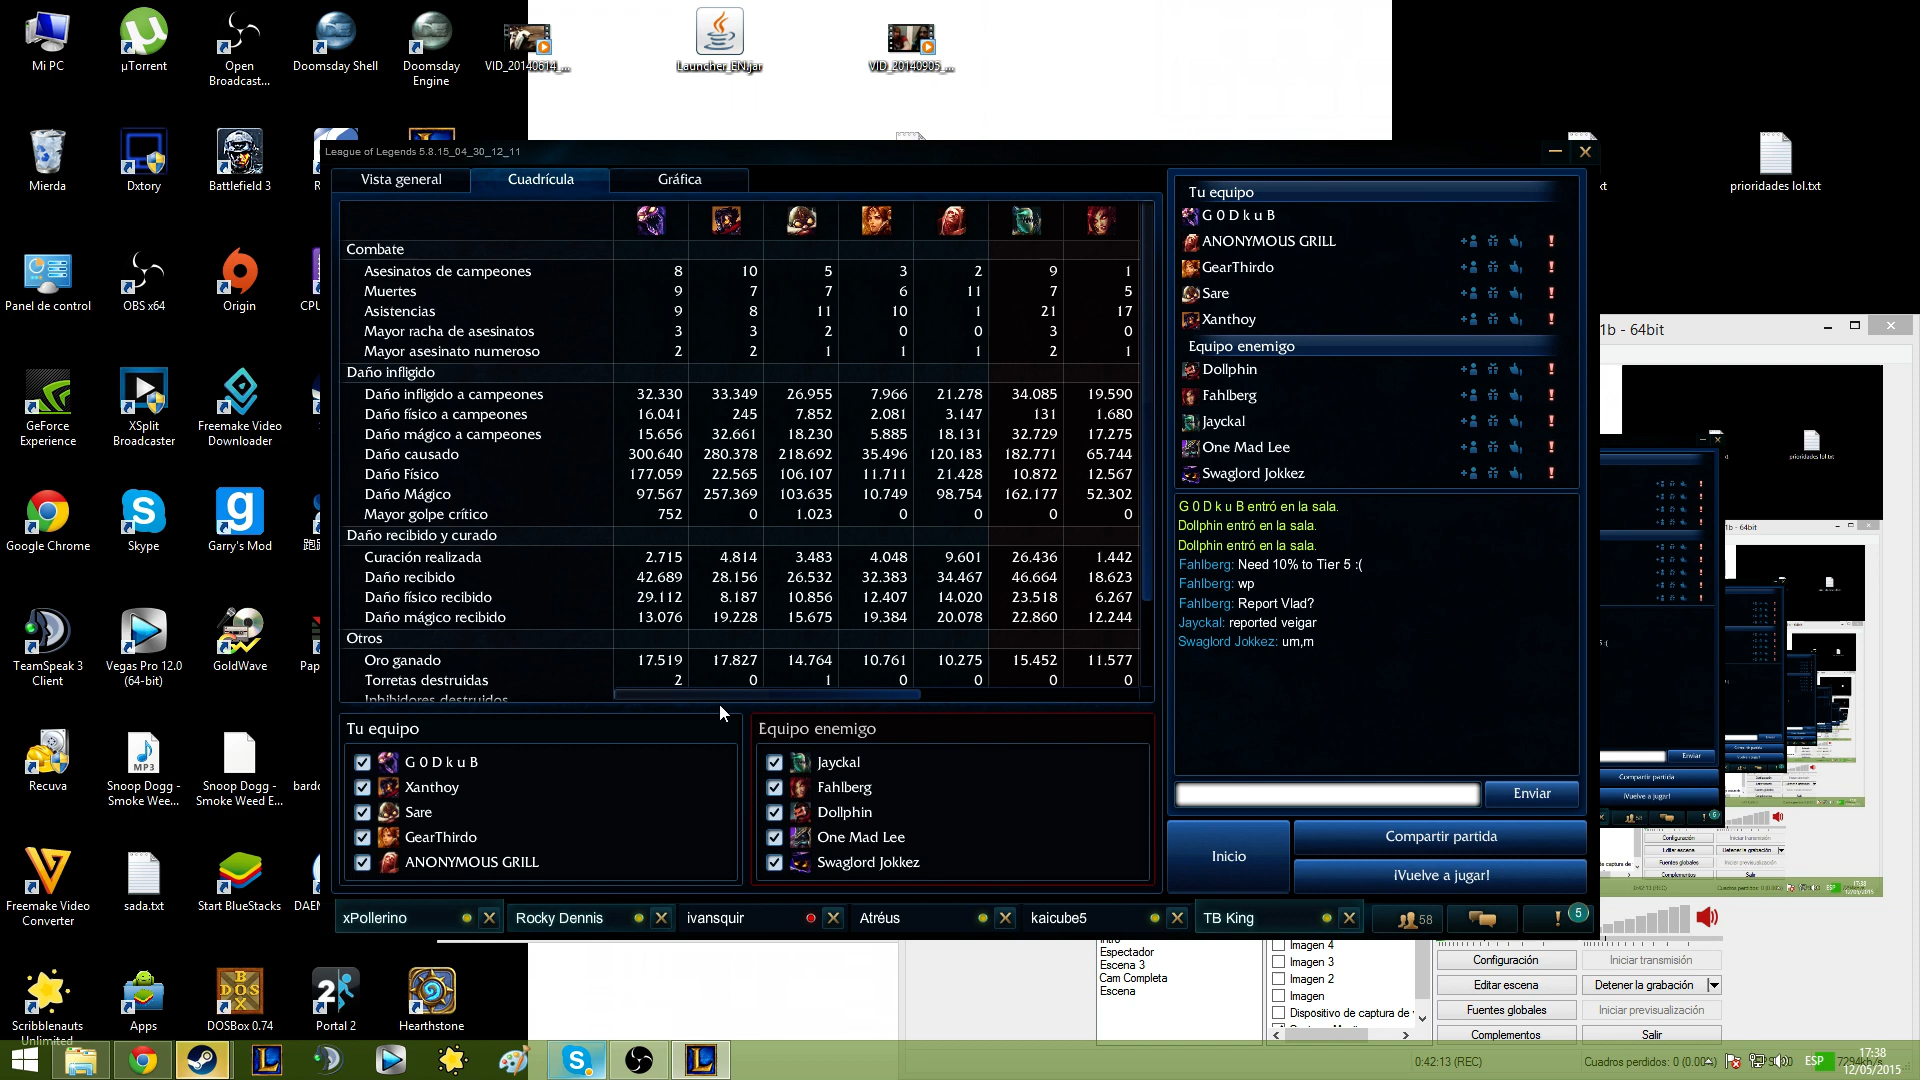 Mi PC
µTorrent
Open Broadcast...
Doomsday Shell
Doomsday Engine
VID_20140614_...
Launcher_EN.jar
VID_20140905_...
Mierda
Dxtory
Battlefield 3
prioridades lol.txt
Panel de control
OBS x64
Origin
GeForce Experience
XSplit Broadcaster
Freemake Video Downloader
Google Chrome
Skype
Garry's Mod
TeamSpeak 3 Client
Vegas Pro 12.0 (64-bit)
GoldWave
Recuva
Snoop Dogg - Smoke Wee...
Snoop Dogg - Smoke Weed E...
Freemake Video Converter
sada.txt
Start BlueStacks
Scribblenauts Unlimited
Apps
DOSBox 0.74
Portal 2
Hearthstone
League of Legends 5.8.15_04_30_12_11
Vista general Cuadrícula Gráfica
Combate
Asesinatos de campeones 8 10 5 3 2 9 1
Muertes 9 7 7 6 11 7 5
Asistencias 9 8 11 10 1 21 17
Mayor racha de asesinatos 3 3 2 0 0 3 0
Mayor asesinato numeroso 2 2 1 1 1 2 1
Daño infligido
Daño infligido a campeones 32.330 33.349 26.955 7.966 21.278 34.085 19.590
Daño físico a campeones 16.041 245 7.852 2.081 3.147 131 1.680
Daño mágico a campeones 15.656 32.661 18.230 5.885 18.131 32.729 17.275
Daño causado 300.640 280.378 218.692 35.496 120.183 182.771 65.744
Daño Físico 177.059 22.565 106.107 11.711 21.428 10.872 12.567
Daño Mágico 97.567 257.369 103.635 10.749 98.754 162.177 52.302
Mayor golpe crítico 752 0 1.023 0 0 0 0
Daño recibido y curado
Curación realizada 2.715 4.814 3.483 4.048 9.601 26.436 1.442
Daño recibido 42.689 28.156 26.532 32.383 34.467 46.664 18.623
Daño físico recibido 29.112 8.187 10.856 12.407 14.020 23.518 6.267
Daño mágico recibido 13.076 19.228 15.675 19.384 20.078 22.860 12.244
Otros
Oro ganado 17.519 17.827 14.764 10.761 10.275 15.452 11.577
Torretas destruidas 2 0 1 0 0 0 0
Inhibidores destruidos
Tu equipo
G 0 D k u B
Xanthoy
Sare
GearThirdo
ANONYMOUS GRILL
Equipo enemigo
Jayckal
Fahlberg
Dollphin
One Mad Lee
Swaglord Jokkez
Tu equipo
G 0 D k u B
ANONYMOUS GRILL
GearThirdo
Sare
Xanthoy
Equipo enemigo
Dollphin
Fahlberg
Jayckal
One Mad Lee
Swaglord Jokkez
G 0 D k u B entró en la sala.
Dollphin entró en la sala.
Dollphin entró en la sala.
Fahlberg: Need 10% to Tier 5 :(
Fahlberg: wp
Fahlberg: Report Vlad?
Jayckal: reported veigar
Swaglord Jokkez: um,m
Enviar
Inicio
Compartir partida
¡Vuelve a jugar!
xPollerino
Rocky Dennis
ivansquir
Atréus
kaicube5
TB King
58
5
1b - 64bit
Intro
Espectador
Escena 3
Cam Completa
Escena
Imagen 4
Imagen 3
Imagen 2
Imagen
Dispositivo de captura de
Configuración
Iniciar transmisión
Editar escena
Detener la grabación
Fuentes globales
Iniciar previsualización
Complementos
Salir
0:42:13 (REC)
Cuadros perdidos: 0 (0.00%)
ESP
7294kb/s
17:38
12/05/2015